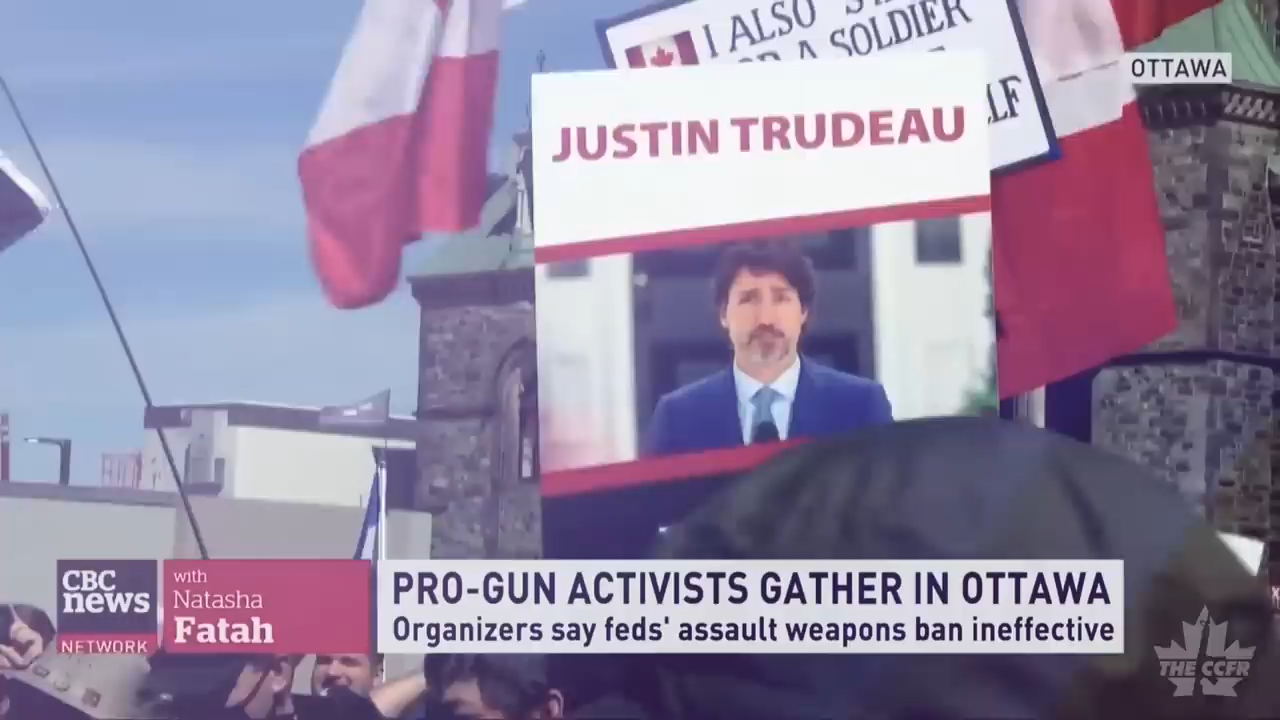 I ALSO
A SOLDIER
OTTAWA
JUSTIN TRUDEAU
CBC
news
NETWORK
with
Natasha
Fatah
PRO-GUN ACTIVISTS GATHER IN OTTAWA
Organizers say feds' assault weapons ban ineffective
THE CCFR